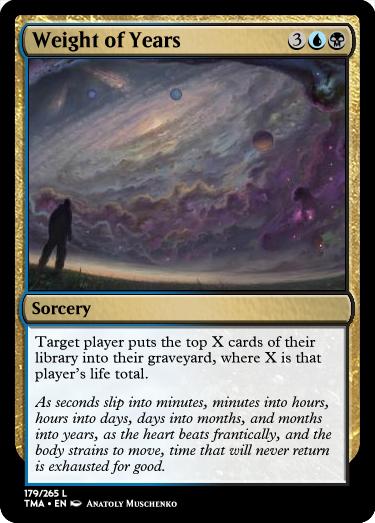 Weight of Years 3
Sorcery
Target player puts the top X cards of their
library into their graveyard, where X is that
player's life total.
As seconds slip into minutes, minutes into hours,
hours into days, days into months, and months
into years, as the heart beats frantically, and the
body strains to move, time that will never return
is exhausted for good.
179/265 L
TMA • EN Anatoly Muschenko